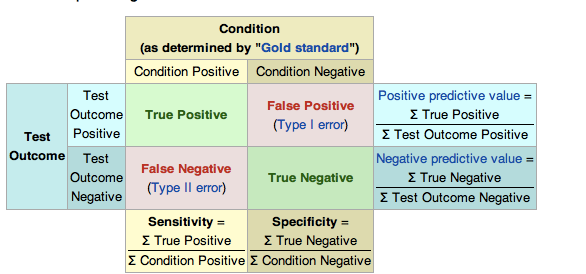 Condition
(as determined by "Gold standard")
Condition Positive
Condition Negative
Test
Outcome
Test
Outcome
Positive
True Positive
False Positive
(Type I error)
Positive predictive value =
Σ True Positive
Σ Test Outcome Positive
Test
Outcome
Negative
False Negative
(Type II error)
True Negative
Negative predictive value =
Σ True Negative
Σ Test Outcome Negative
Sensitivity =
Σ True Positive
Σ Condition Positive
Specificity =
Σ True Negative
Σ Condition Negative